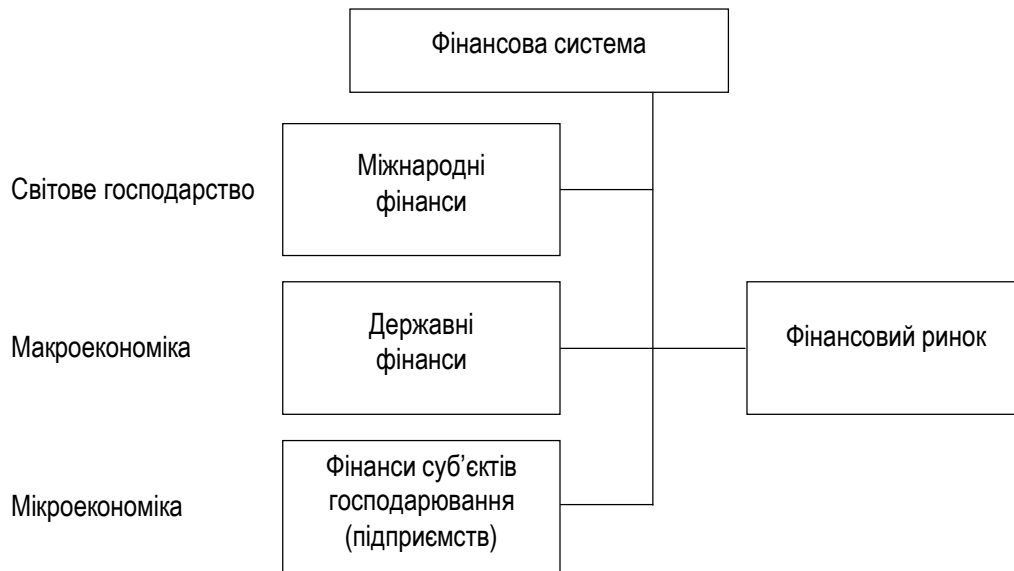 Фінансова система
Світове господарство
Міжнародні
фінанси
Макроекономіка
Державні
фінанси
Фінансовий ринок
Мікроекономіка
Фінанси суб’єктів
господарювання
(підприємств)